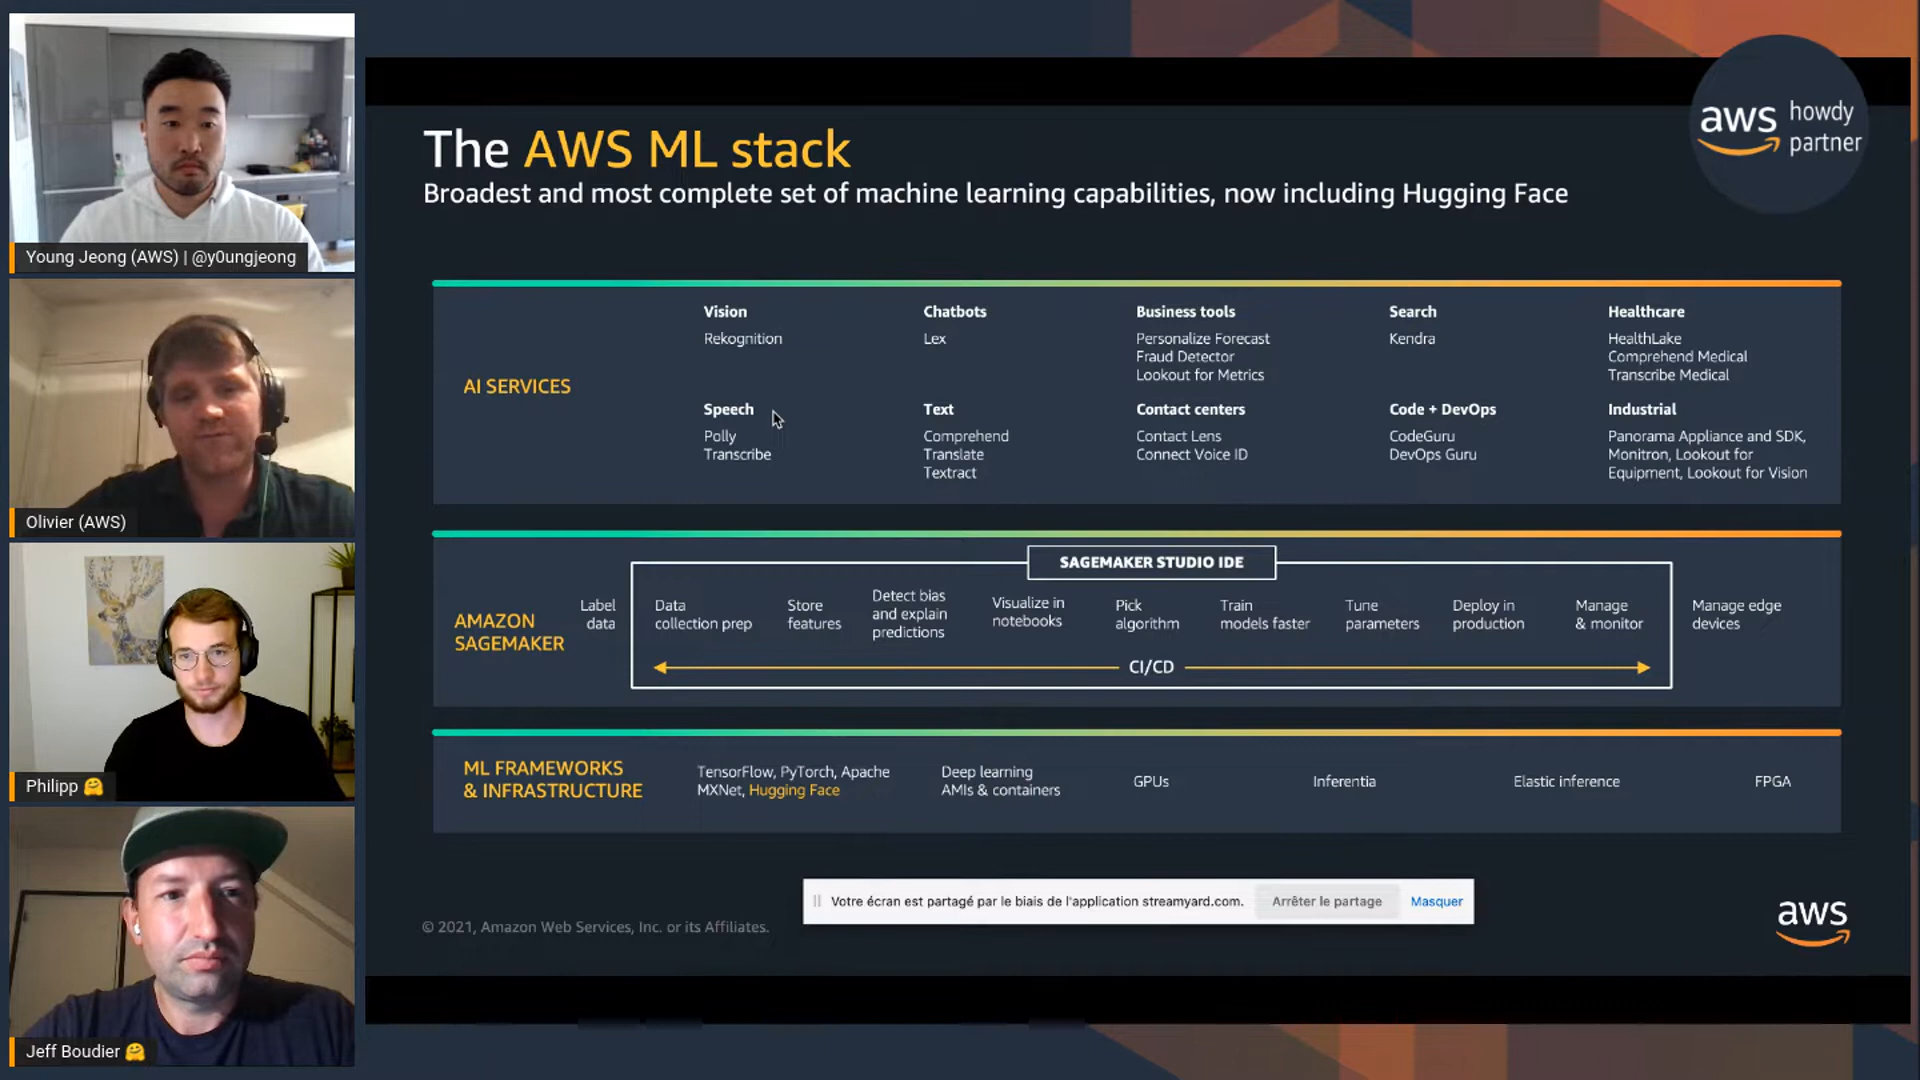 Young Jeong (AWS) | @y0ungjeong
Olivier (AWS)
Philipp 🤗
Jeff Boudier 🤗
aws howdy partner
The AWS ML stack
Broadest and most complete set of machine learning capabilities, now including Hugging Face
AI SERVICES
Vision
Rekognition
Chatbots
Lex
Business tools
Personalize Forecast
Fraud Detector
Lookout for Metrics
Search
Kendra
Healthcare
HealthLake
Comprehend Medical
Transcribe Medical
Speech
Polly
Transcribe
Text
Comprehend
Translate
Textract
Contact centers
Contact Lens
Connect Voice ID
Code + DevOps
CodeGuru
DevOps Guru
Industrial
Panorama Appliance and SDK,
Monitron, Lookout for
Equipment, Lookout for Vision
AMAZON
SAGEMAKER
SAGEMAKER STUDIO IDE
Label
data
Data
collection prep
Store
features
Detect bias
and explain
predictions
Visualize in
notebooks
Pick
algorithm
Train
models faster
Tune
parameters
Deploy in
production
Manage
& monitor
Manage edge
devices
CI/CD
ML FRAMEWORKS
& INFRASTRUCTURE
TensorFlow, PyTorch, Apache
MXNet, Hugging Face
Deep learning
AMIs & containers
GPUs
Inferentia
Elastic inference
FPGA
Votre écran est partagé par le biais de l'application streamyard.com.
Arrêter le partage
Masquer
© 2021, Amazon Web Services, Inc. or its Affiliates.
aws